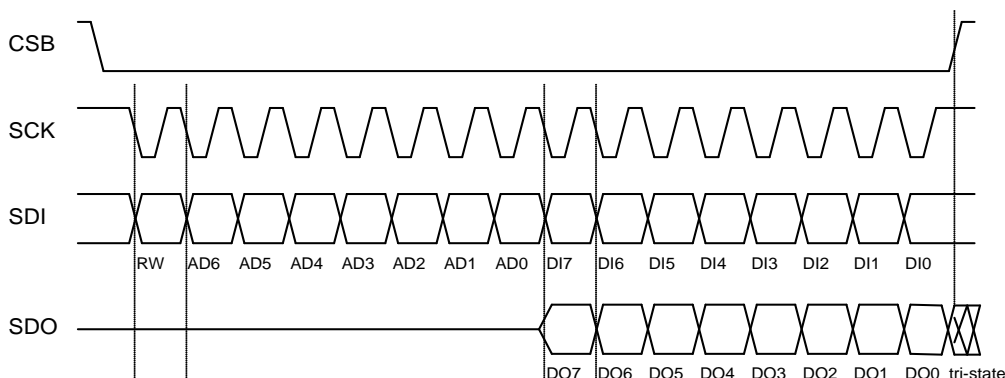 CSB
SCK
SDI
RW AD6 AD5 AD4 AD3 AD2 AD1 AD0 DI7 DI6 DI5 DI4 DI3 DI2 DI1 DI0
SDO
DO7 DO6 DO5 DO4 DO3 DO2 DO1 DO0 tri-state